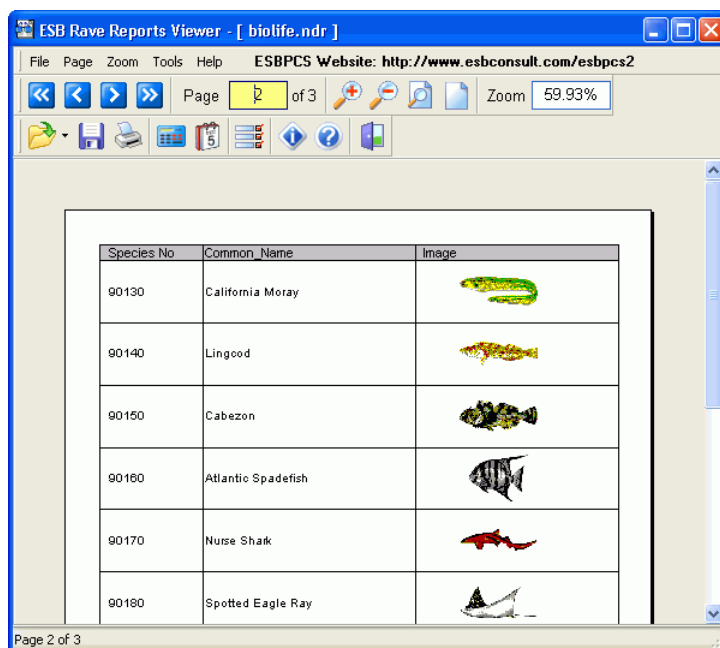 ESB Rave Reports Viewer - [ biolife.ndr ]
File Page Zoom Tools Help ESBPCS Website: http://www.esbconsult.com/esbpcs2
Page 2 of 3 Zoom 59.93%
5
Species No Common_Name Image
90130 California Moray
90140 Lingcod
90150 Cabezon
90160 Atlantic Spadefish
90170 Nurse Shark
90180 Spotted Eagle Ray
Page 2 of 3